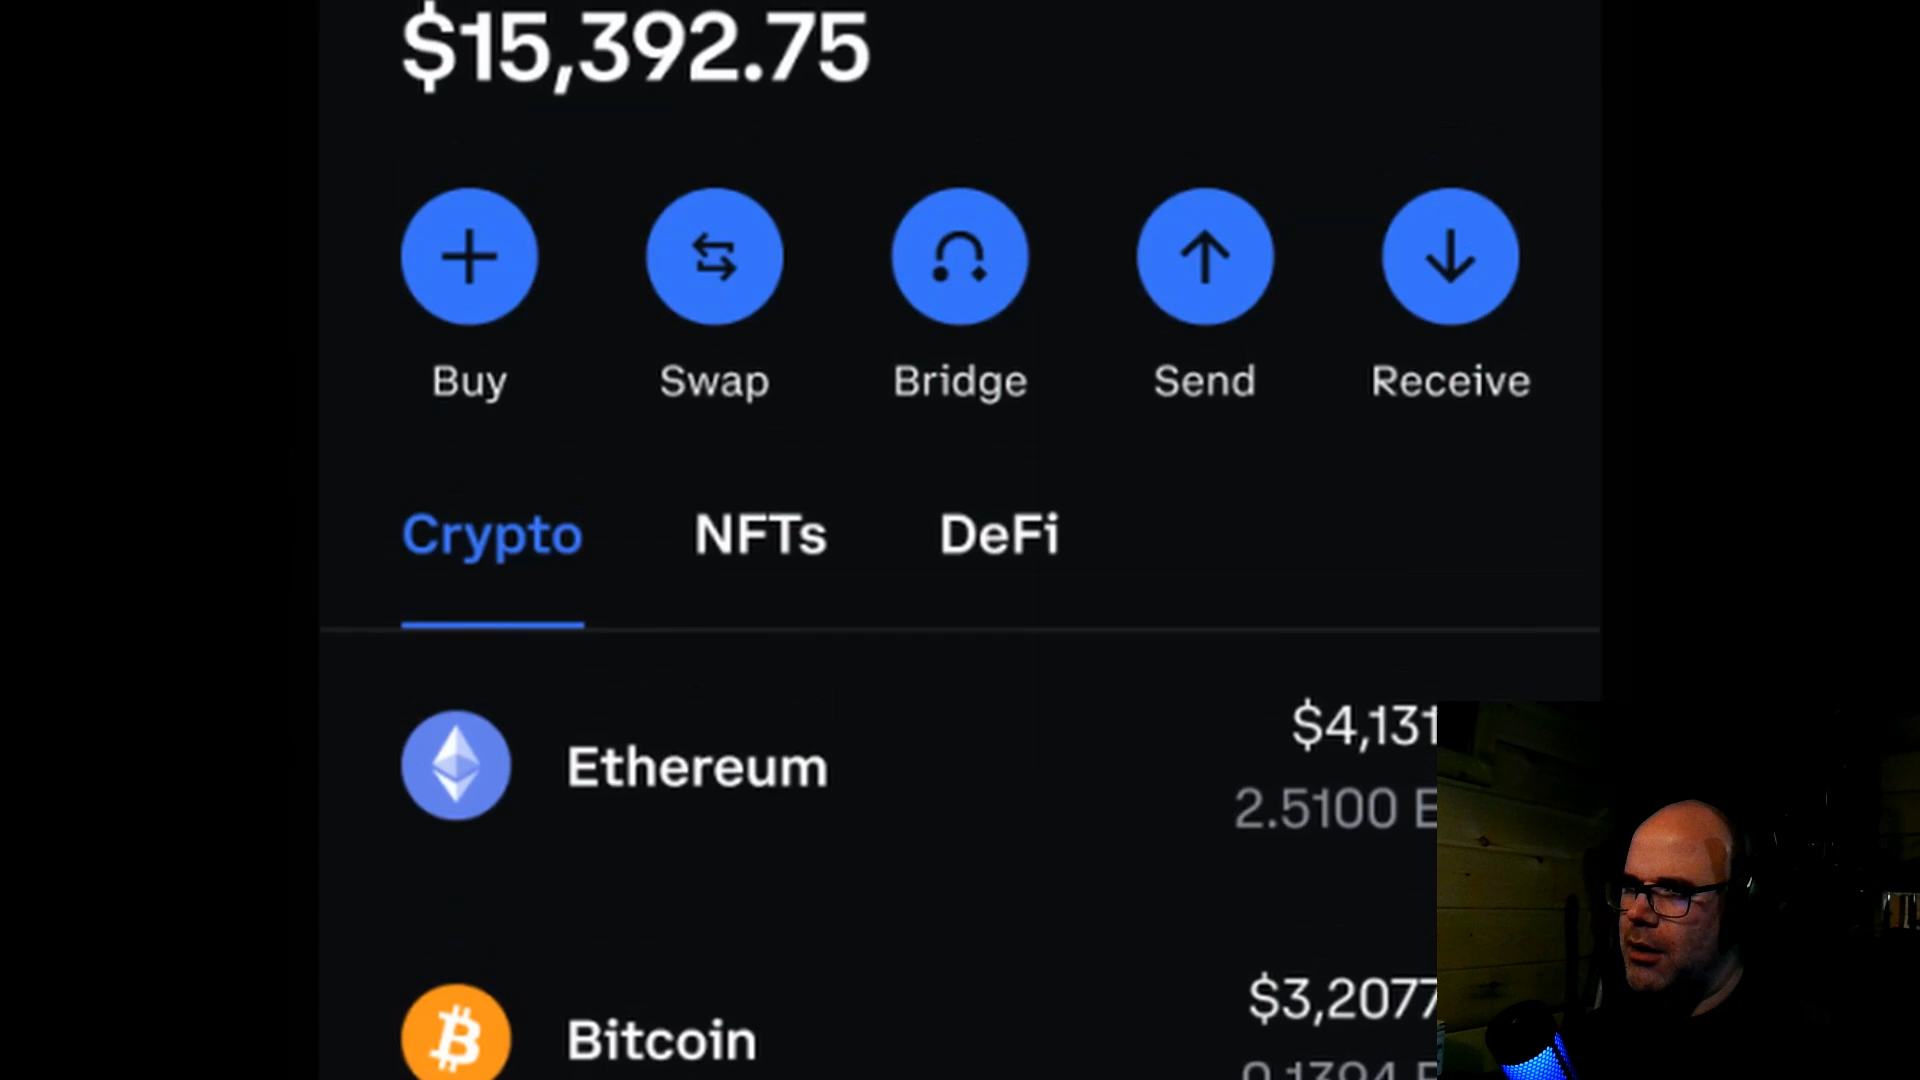 $15,392.75
Buy Swap Bridge Send Receive
Crypto NFTs DeFi
$4,131
Ethereum
2.5100
$3,2077
Bitcoin